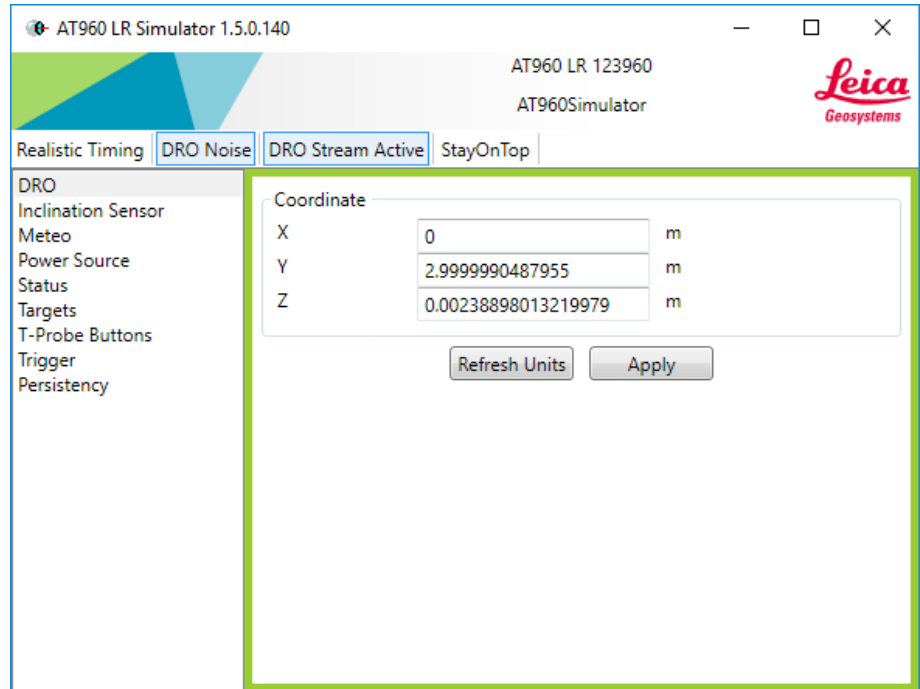 AT960 LR Simulator 1.5.0.140
AT960 LR 123960
AT960Simulator
Leica
Geosystems
Realistic Timing DRO Noise DRO Stream Active StayOnTop
DRO
Inclination Sensor
Meteo
Power Source
Status
Targets
T-Probe Buttons
Trigger
Persistency
Coordinate
X 0 m
Y 2.9999990487955 m
Z 0.00238898013219979 m
Refresh Units Apply